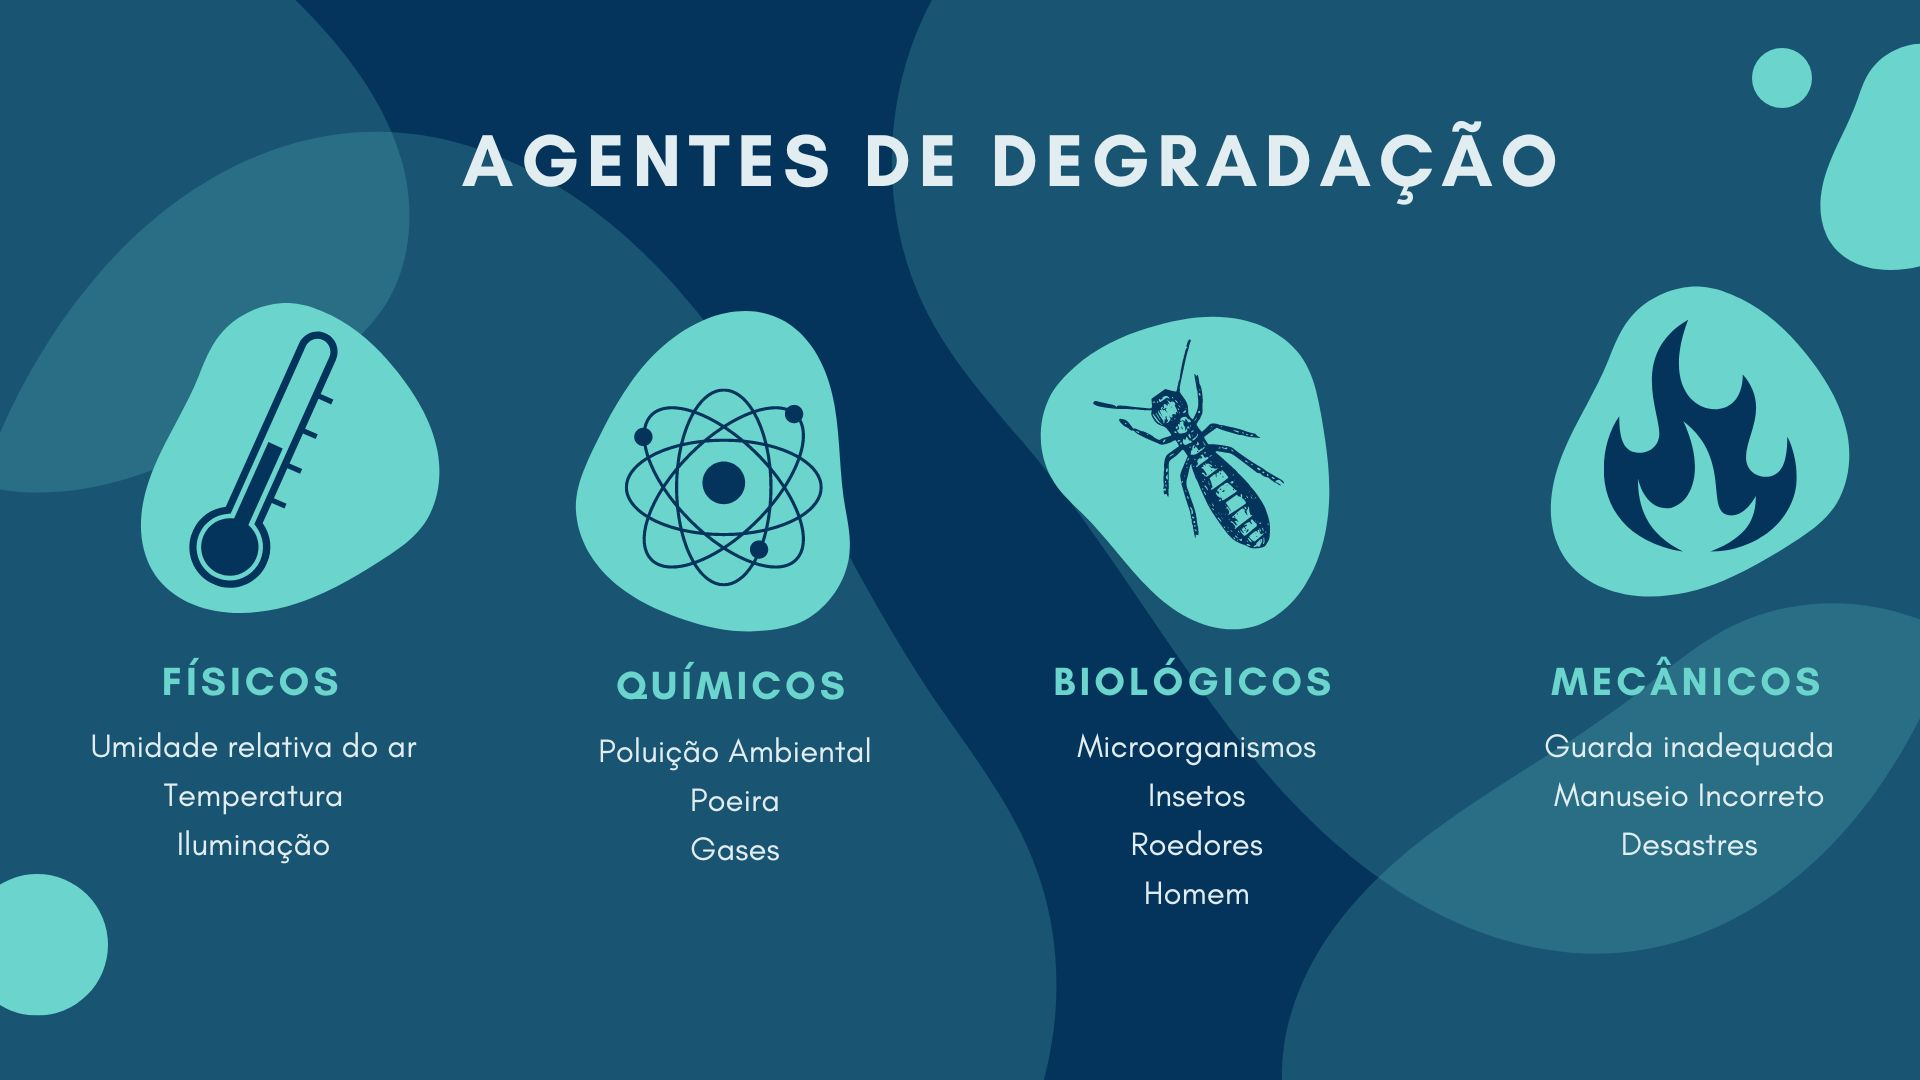 AGENTES DE DEGRADAÇÃO
FÍSICOS
Umidade relativa do ar
Temperatura
Iluminação
QUÍMICOS
Poluição Ambiental
Poeira
Gases
BIOLÓGICOS
Microorganismos
Insetos
Roedores
Homem
MECÂNICOS
Guarda inadequada
Manuseio Incorreto
Desastres